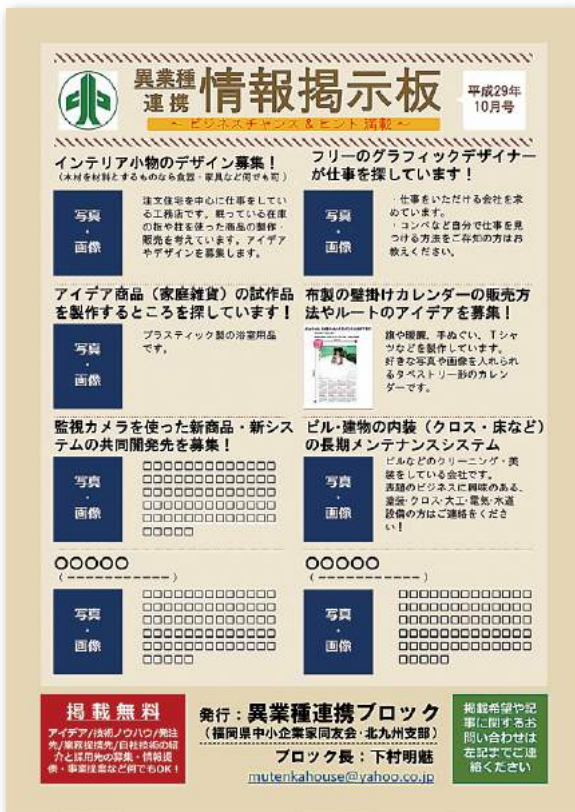 異業種
連携
情報掲示板
～ ビジネスチャンス & ヒント 満載 ～
平成29年
10月号
インテリア小物のデザイン募集！
(木材を材料とするものなら食器・家具など何でも可)
写真
・
画像
注文住宅を中心に仕事をしてい
る工務店です。眠っている在庫
の板や柱を使った商品の製作・
販売を考えています。アイデア
やデザインを募集します。
フリーのグラフィックデザイナー
が仕事を探しています！
写真
・
画像
・仕事をいただける会社を求
めています。
・コンペなど自分で仕事を見
つける方法をご存知の方はお
教えください。
アイデア商品（家庭雑貨）の試作品
を製作するところを探しています！
写真
・
画像
プラスティック製の浴室用品
です。
布製の壁掛けカレンダーの販売方
法やルートのアイデアを募集！
旗や暖簾、手ぬぐい、Tシャ
ツなどを製作しています。
好きな写真や画像を入れられ
るタペストリー形のカレン
ダーです。
監視カメラを使った新商品・新シス
テムの共同開発先を募集！
写真
・
画像
□□□□□□□□□□□□□
□□□□□□□□□□□□□
□□□□□□□□□□□□□
□□□□□□□□□□□□□
□□□□□
ビル・建物の内装（クロス・床など）
の長期メンテナンスシステム
写真
・
画像
ビルなどのクリーニング・美
装をしている会社です。
表題のビジネスに興味のある、
塗装・クロス・大工・電気・水道
設備の方はご連絡をくださ
い！
○○○○○
(－－－－－－－－－－－)
写真
・
画像
□□□□□□□□□□□□□
□□□□□□□□□□□□□
□□□□□□□□□□□□□
□□□□□□□□□□□□□
□□□□□□□□□□□□□
□□□□□
○○○○○
(－－－－－－－－－－－)
写真
・
画像
□□□□□□□□□□□□□
□□□□□□□□□□□□□
□□□□□□□□□□□□□
□□□□□□□□□□□□□
□□□□□□□□□□□□□
□□□□□
掲載無料
アイデア/技術ノウハウ/発注
先/業務提携先/自社技術の紹
介と採用先の募集・情報提
供・事業提案など何でもOK！
発行：異業種連携ブロック
（福岡県中小企業家同友会・北九州支部）
ブロック長：下村明魅
mutenkahouse@yahoo.co.jp
掲載希望や記
事に関するお
問い合わせは
左記までご連
絡ください